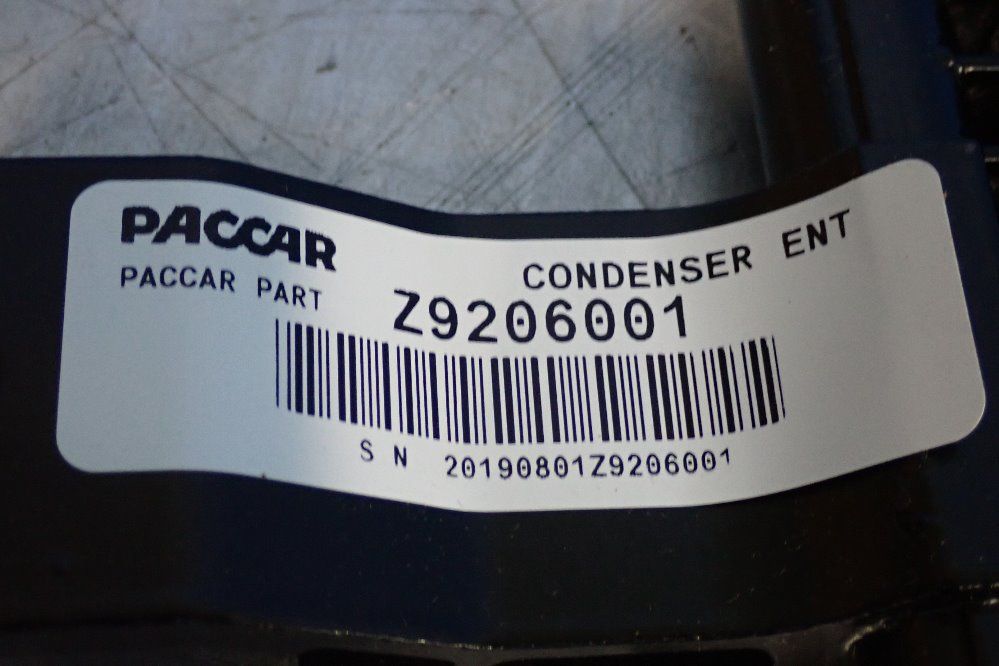 PACCAR
CONDENSER ENT
PACCAR PART Z9206001
S N 20190801Z9206001